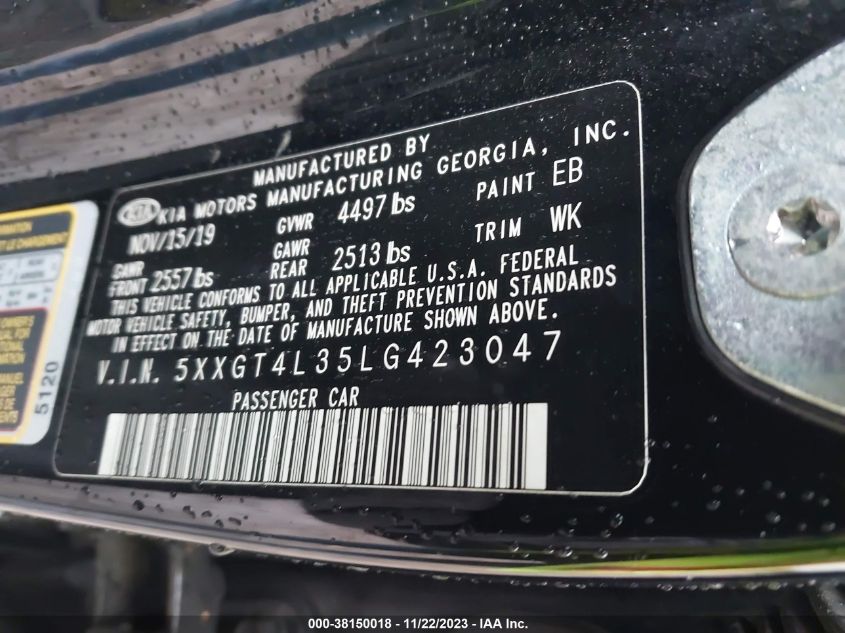 MANUFACTURED BY
KIA KIA MOTORS MANUFACTURING GEORGIA, INC.
NOV/15/19 GVWR 4497 lbs PAINT EB
GAWR FRONT 2557 lbs GAWR REAR 2513 lbs TRIM WK
THIS VEHICLE CONFORMS TO ALL APPLICABLE U.S.A. FEDERAL
MOTOR VEHICLE SAFETY, BUMPER, AND THEFT PREVENTION STANDARDS
IN EFFECT ON THE DATE OF MANUFACTURE SHOWN ABOVE.
V.I.N. 5XXGT4L35LG423047
PASSENGER CAR
5120
000-38150018 - 11/22/2023 - IAA Inc.